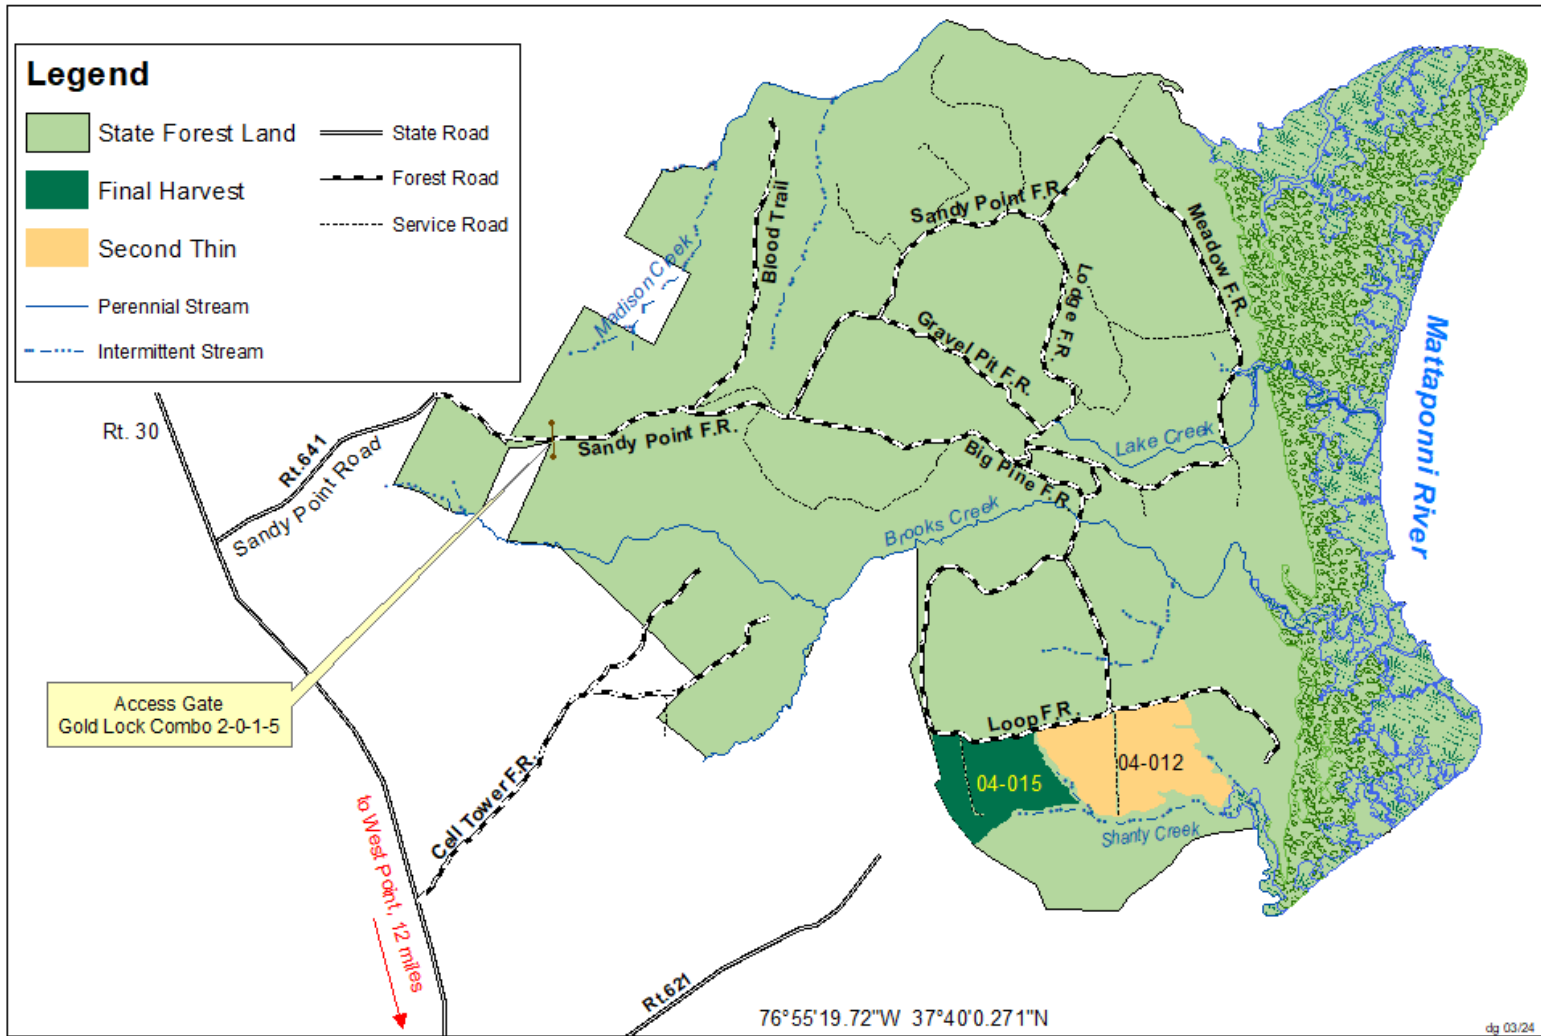 Legend
State Forest Land
Final Harvest
Second Thin
Perennial Stream
Intermittent Stream
State Road
Forest Road
Service Road
Rt. 30
Rt.641
Sandy Point Road
Access Gate
Gold Lock Combo 2-0-1-5
to West Point, 12 miles
Cell Tower F.R.
Rt.621
Madison Creek
Blood Trail
Sandy Point F.R.
Sandy Point F.R.
Gravel Pit F.R.
Lodge F.R.
Meadow F.R.
Big Pine F.R.
Lake Creek
Brooks Creek
Loop F.R.
04-015
04-012
Shanty Creek
Mattaponni River
76°55'19.72"W 37°40'0.271"N
dg 03/24